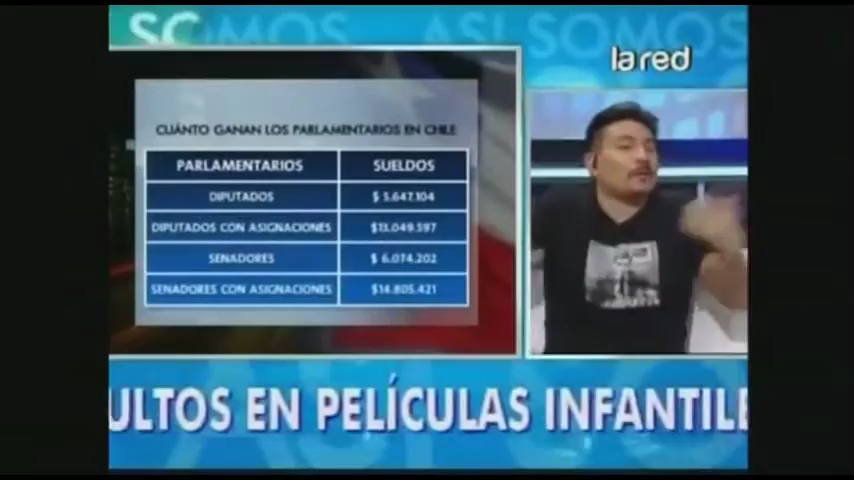 ASÍ SOMOS
la red
CUÁNTO GANAN LOS PARLAMENTARIOS EN CHILE
PARLAMENTARIOS SUELDOS
DIPUTADOS $ 5.647.104
DIPUTADOS CON ASIGNACIONES $13.049.597
SENADORES $ 6.074.202
SENADORES CON ASIGNACIONES $14.805.421
ULTOS EN PELÍCULAS INFANTILE